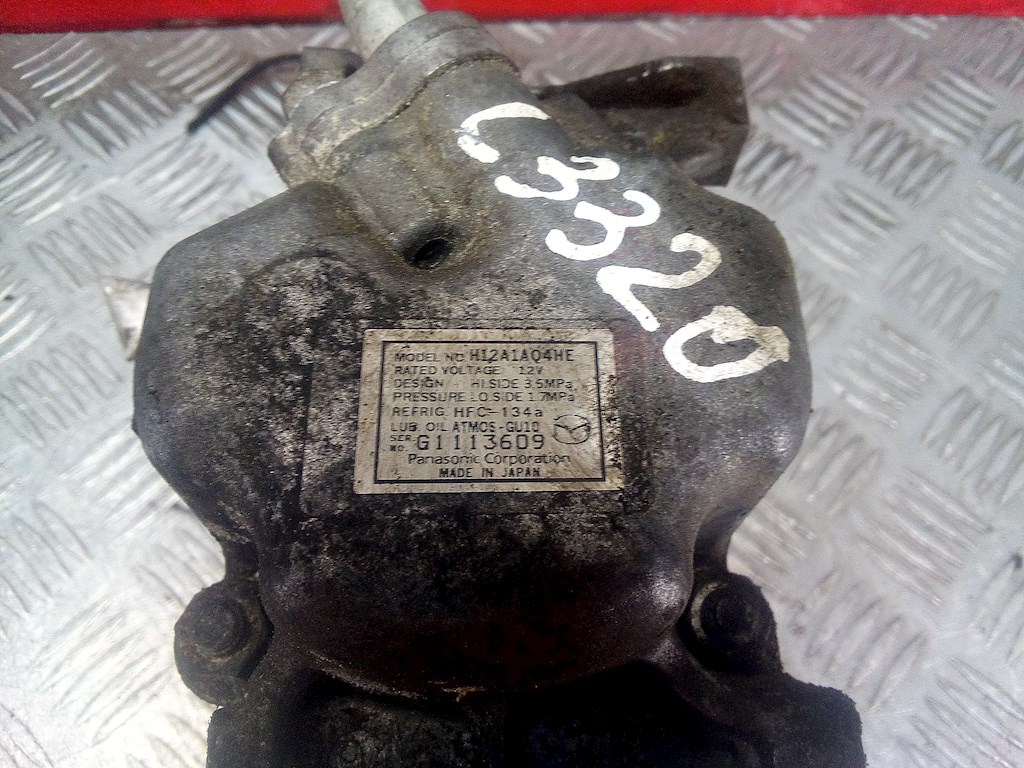 C3320
MODEL NO. H12A1AQ4HE
RATED VOLTAGE 12V
DESIGN HI.SIDE 3.5MPa
PRESSURE LO.SIDE 1.7MPa
REFRIG. HFC-134a
LUB. OIL ATMOS-GU10
SER. NO. G1113609
Panasonic Corporation
MADE IN JAPAN